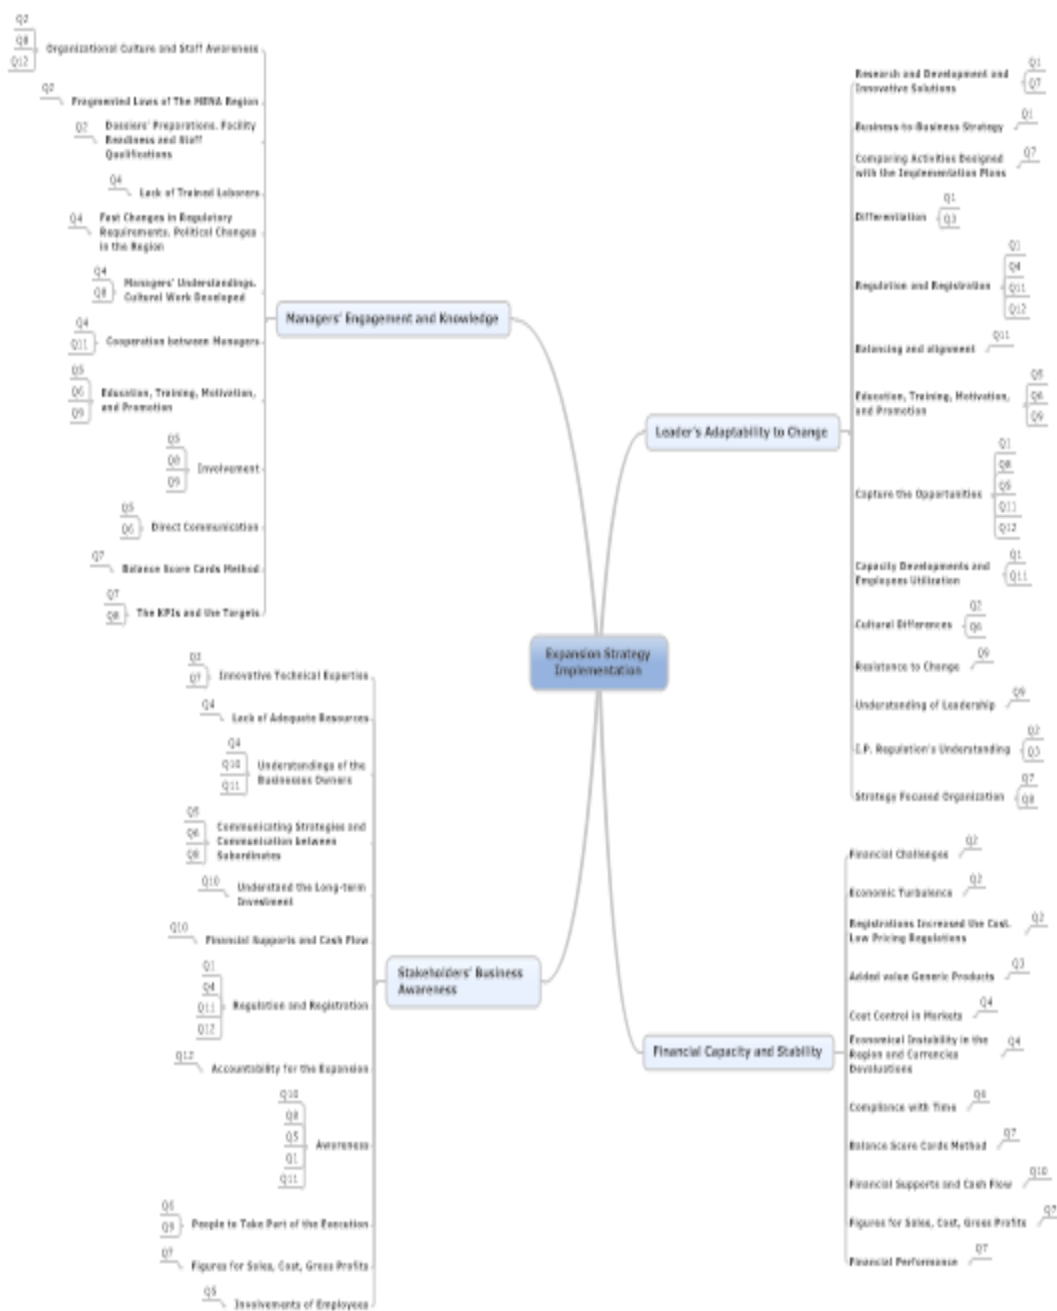 Expansion Strategy
Implementation
Managers' Engagement and Knowledge
Q2
Q8
Q12
Organizational Culture and Staff Awareness
Q2
Fragmented Laws of The MENA Region
Q2
Dossiers' Preparations, Facility
Readiness and Staff
Qualifications
Q4
Lack of Trained Laborers
Q4
Fast Changes in Regulatory
Requirements, Political Changes
in the Region
Q4
Q8
Managers' Understandings,
Cultural Work Developed
Q4
Q11
Cooperation between Managers
Q5
Q6
Q9
Education, Training, Motivation,
and Promotion
Q5
Q8
Q9
Involvement
Q5
Q6
Direct Communication
Q7
Balance Score Cards Method
Q7
Q8
The KPIs and the Targets
Leader's Adaptability to Change
Research and Development and
Innovative Solutions
Q1
Q7
Business-to-Business Strategy
Q1
Comparing Activities Designed
with the Implementation Plans
Q7
Differentiation
Q1
Q3
Regulation and Registration
Q1
Q4
Q11
Q12
Balancing and alignment
Q11
Education, Training, Motivation,
and Promotion
Q5
Q6
Q9
Capture the Opportunities
Q1
Q8
Q5
Q11
Q12
Capacity Developments and
Employees Utilization
Q1
Q11
Cultural Differences
Q2
Q6
Resistance to Change
Q9
Understanding of Leadership
Q9
I.P. Regulation's Understanding
Q2
Q3
Strategy Focused Organization
Q7
Q8
Stakeholders' Business
Awareness
Q3
Q7
Innovative Technical Expertise
Q4
Lack of Adequate Resources
Q4
Q10
Q11
Understandings of the
Businesses Owners
Q5
Q6
Q8
Communicating Strategies and
Communication between
Subordinates
Q10
Understand the Long-term
Investment
Q10
Financial Supports and Cash Flow
Q1
Q4
Q11
Q12
Regulation and Registration
Q12
Accountability for the Expansion
Q10
Q8
Q5
Q1
Q11
Awareness
Q6
Q9
People to Take Part of the Execution
Q7
Figures for Sales, Cost, Gross Profits
Q5
Involvements of Employees
Financial Capacity and Stability
Financial Challenges
Q2
Economic Turbulence
Q2
Registrations Increased the Cost,
Low Pricing Regulations
Q2
Added value Generic Products
Q3
Cost Control in Markets
Q4
Economical Instability in the
Region and Currencies
Devaluations
Q4
Compliance with Time
Q6
Balance Score Cards Method
Q7
Financial Supports and Cash Flow
Q10
Figures for Sales, Cost, Gross Profits
Q7
Financial Performance
Q7